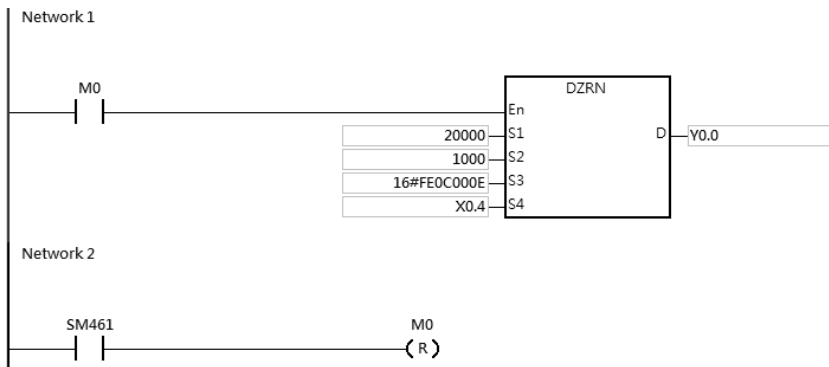 Network 1
M0
DZRN
En
20000 S1 D Y0.0
1000 S2
16#FE0C000E S3
X0.4 S4
Network 2
SM461 M0
R